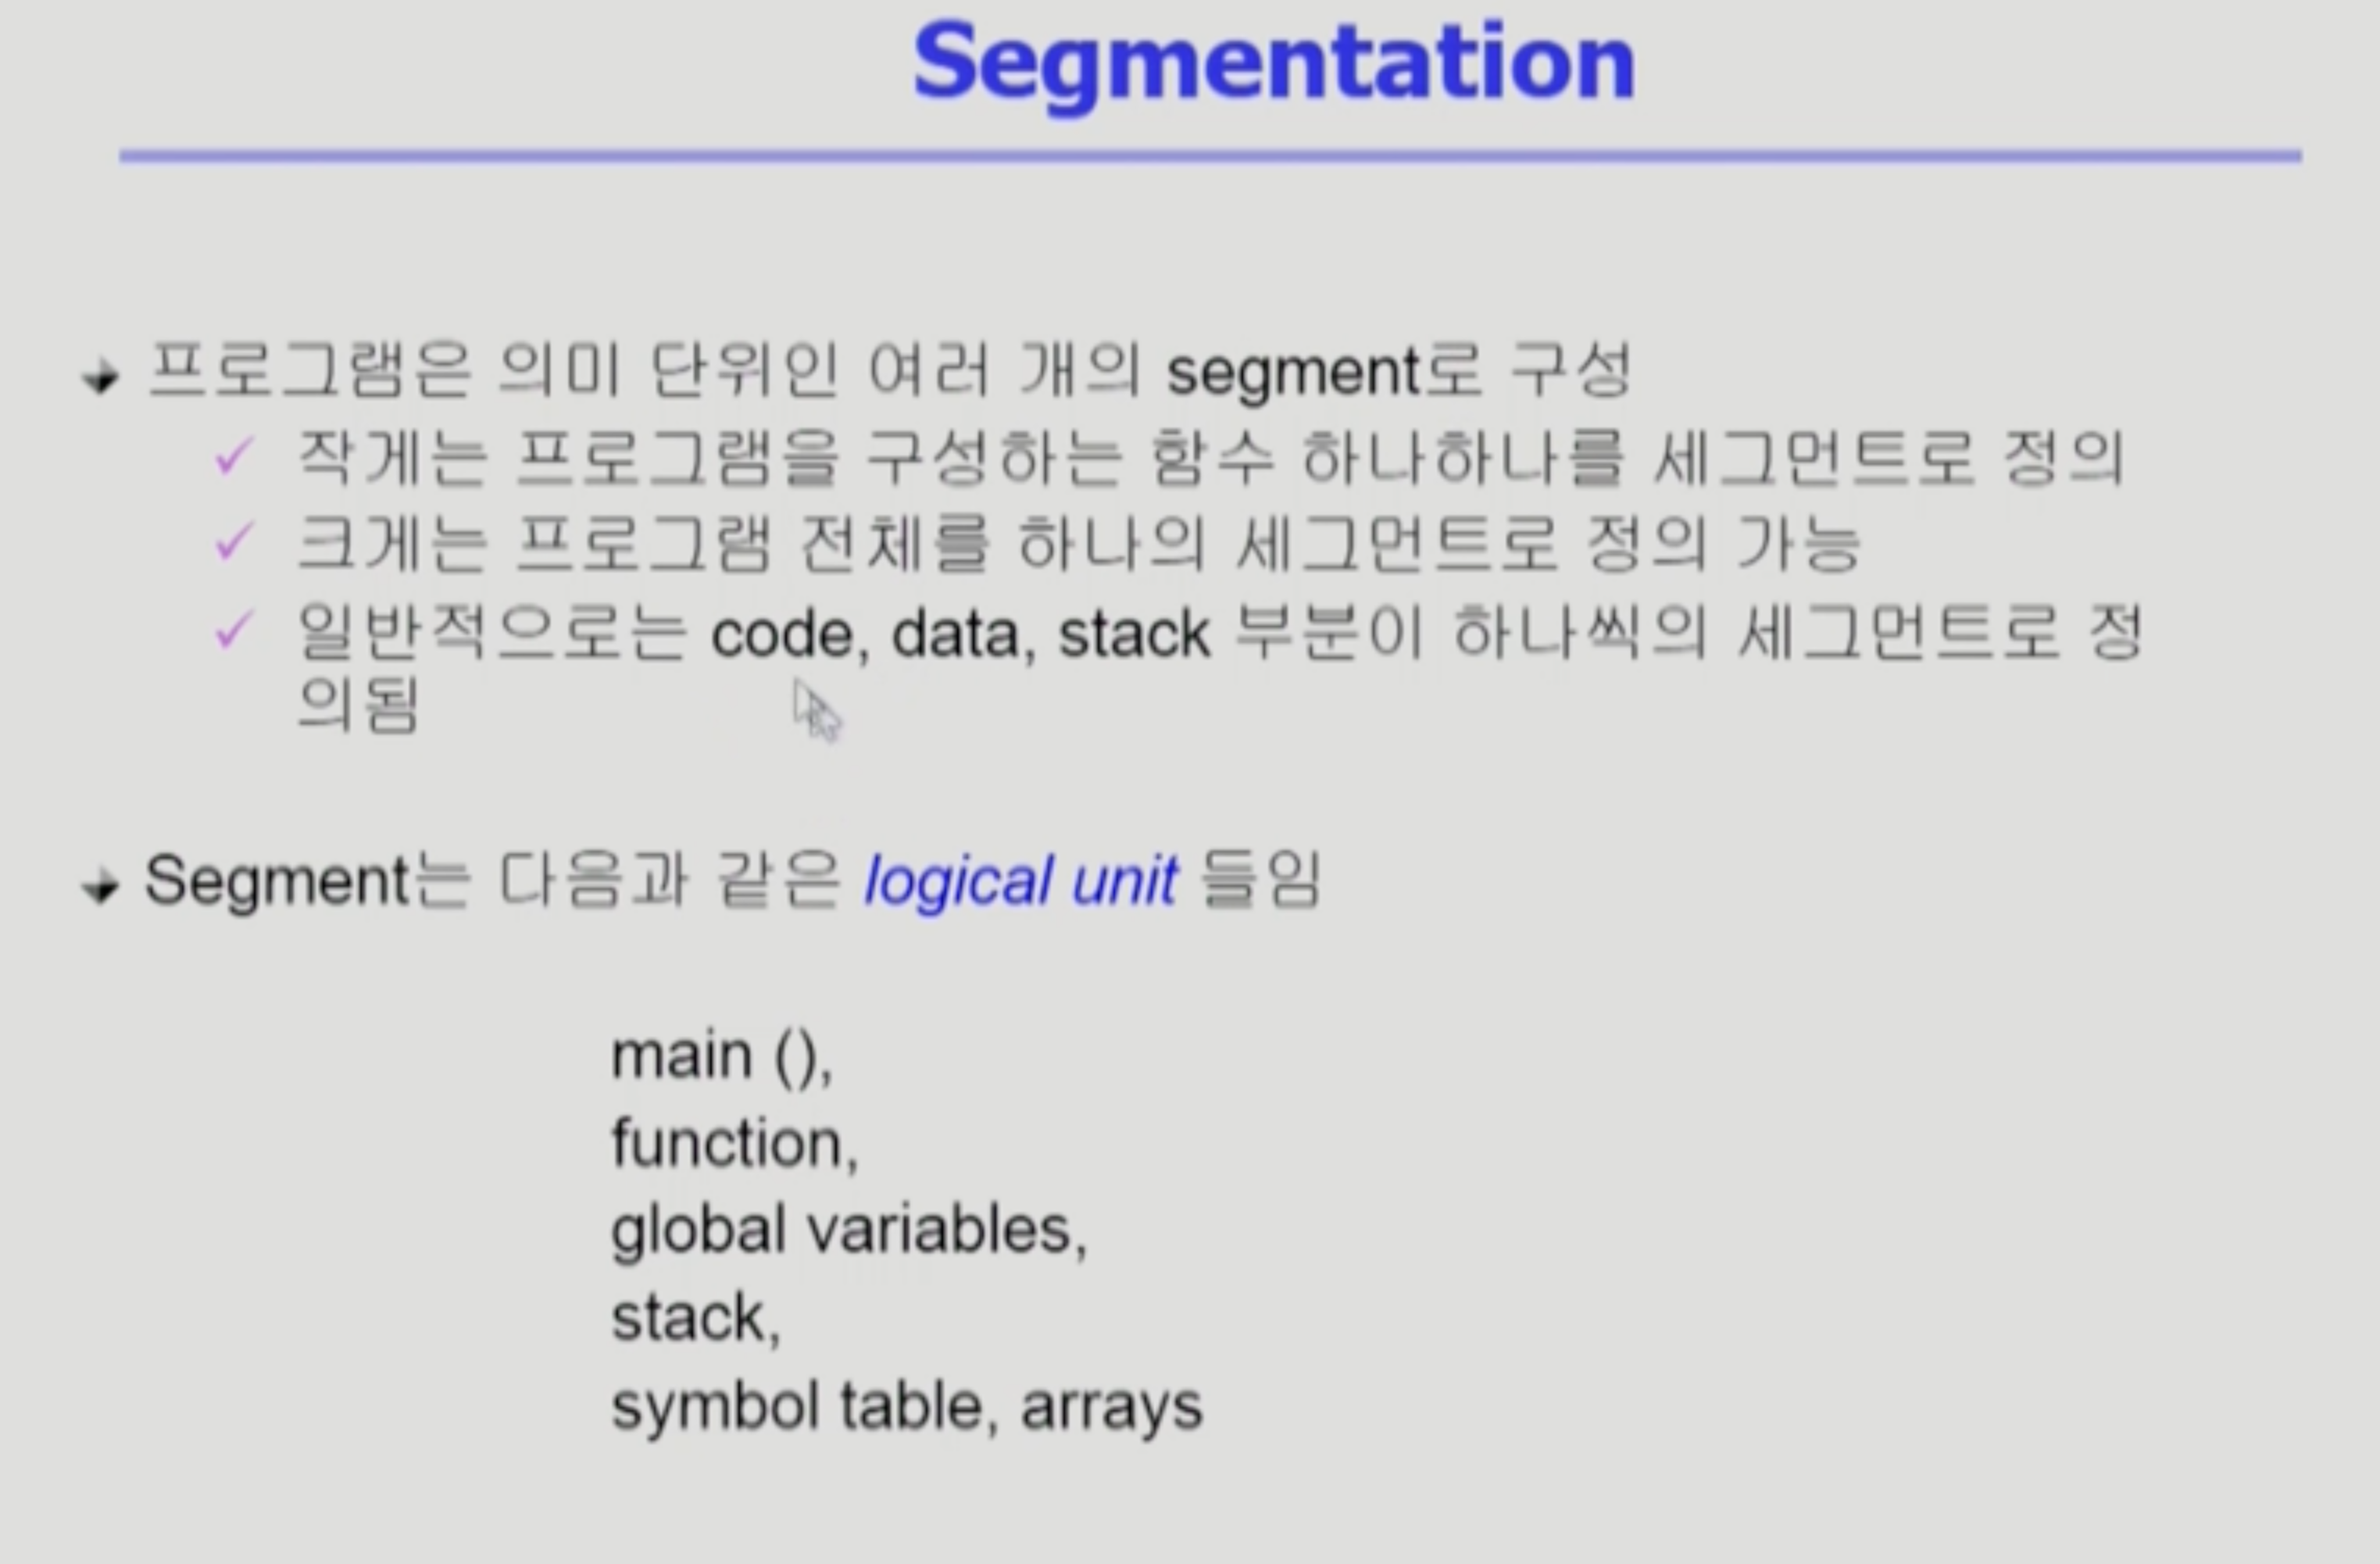 Segmentation
프로그램은 의미 단위인 여러 개의 segment로 구성
작게는 프로그램을 구성하는 함수 하나하나를 세그먼트로 정의
크게는 프로그램 전체를 하나의 세그먼트로 정의 가능
일반적으로는 code, data, stack 부분이 하나씩의 세그먼트로 정
의됨
Segment는 다음과 같은 logical unit 들임
main (),
function,
global variables,
stack,
symbol table, arrays